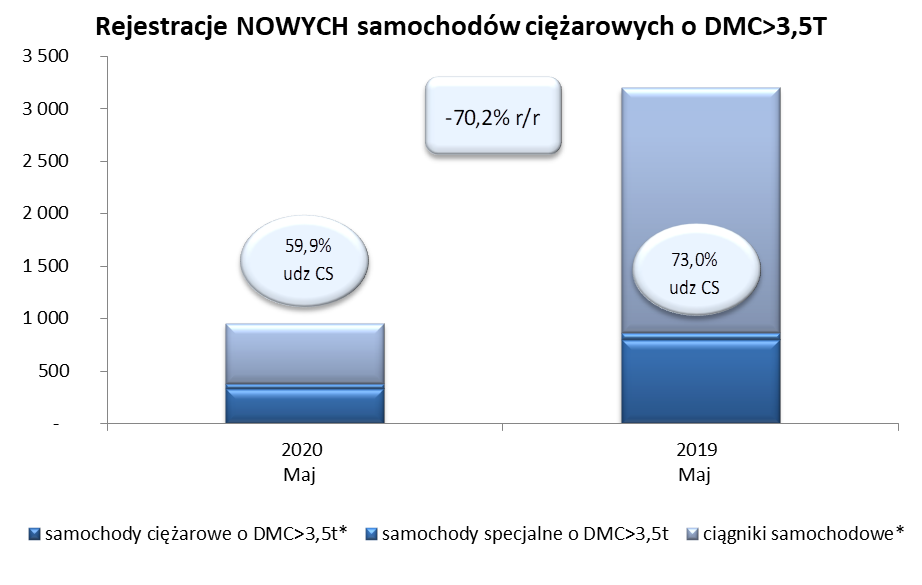 Rejestracje NOWYCH samochodów ciężarowych o DMC>3,5T
3 500
3 000
2 500
2 000
1 500
1 000
500
-
-70,2% r/r
59,9%
udz CS
73,0%
udz CS
2020
Maj
2019
Maj
samochody ciężarowe o DMC>3,5t*
samochody specjalne o DMC>3,5t
ciągniki samochodowe*